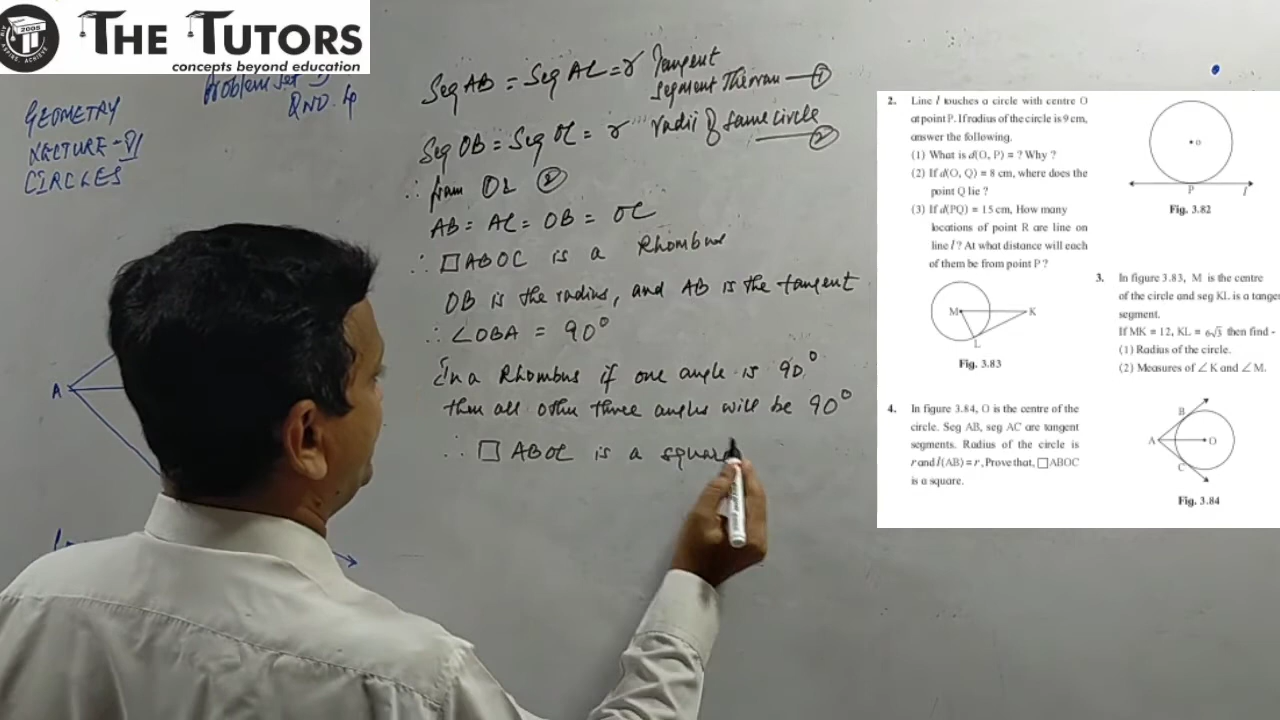 THE TUTORS
concepts beyond education
2005
Problem Set
QNO. 4
GEOMETRY
LECTURE - VI
CIRCLES
Seg AB = Seg AC = r Tangent
Segment Theorem — ①
Seg OB = Seg OC = r ... radii of same circle — ②
∴ from ① & ②
AB = AC = OB = OC
∴ □ABOC is a Rhombus
OB is the radius, and AB is the tangent
∴ ∠OBA = 90°
In a Rhombus if one angle is 90°
then all other three angles will be 90°
∴ □ ABOC is a square
A
2. Line l touches a circle with centre O
at point P. If radius of the circle is 9 cm,
answer the following.
(1) What is d(O, P) = ? Why ?
(2) If d(O, Q) = 8 cm, where does the
point Q lie ?
(3) If d(PQ) = 15 cm, How many
locations of point R are line on
line l ? At what distance will each
of them be from point P ?
O
P
l
Fig. 3.82
M
K
L
Fig. 3.83
3. In figure 3.83, M is the centre
of the circle and seg KL is a tange
segment.
If MK = 12, KL = 6√3 then find -
(1) Radius of the circle.
(2) Measures of ∠K and ∠M.
4. In figure 3.84, O is the centre of the
circle. Seg AB, seg AC are tangent
segments. Radius of the circle is
r and l(AB) = r, Prove that, □ABOC
is a square.
B
A
O
C
Fig. 3.84